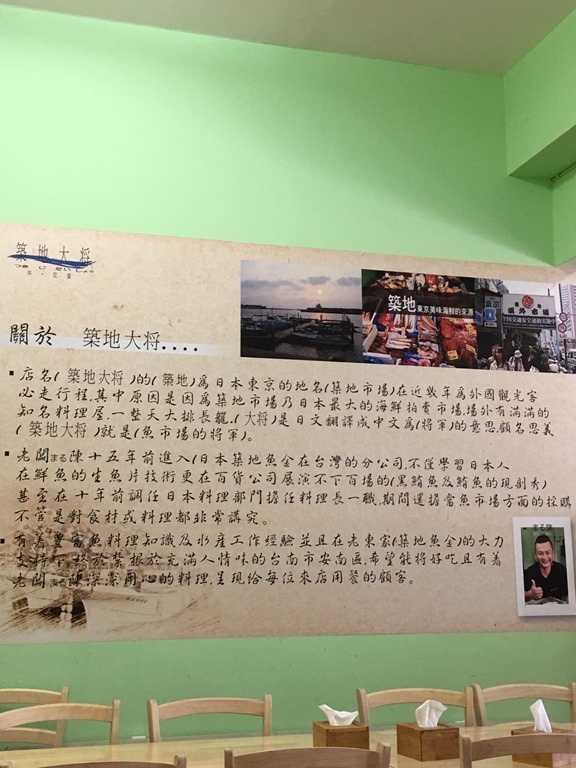 築地大将
築地 東京美味海鮮的來源
關於 築地大将....
▪ 店名( 築地大将 )的( 築地)為日本東京的地名(築地市場)在近幾年為外國觀光客
必走行程,其中原因是因為築地市場乃日本最大的海鮮拍賣市場,場外有滿滿的
知名料理屋,一整天大排長龍,(大将)是日文翻譯成中文為(將軍)的意思,顧名思義
( 築地大将 )就是(魚市場的將軍)。
▪ 老闆まる陳十五年前進入(日本築地魚金在台灣的分公司,不僅學習日本人
在鮮魚的生魚片技術更在百貨公司展演不下百場的(黑鮪魚及鮪魚的現剖秀)
甚至在十年前調任日本料理部門擔任料理長一職,期間還擔當魚市場方面的採購
不管是對食材或料理都非常講究。
▪ 有着豐富魚料理知識及水產工作經驗並且在老東家(築地魚金)的大力
支持下終於紮根於充滿人情味的台南市安南區,希望能將好吃且有着
老闆まる陳深濃用心的料理,呈現給每位來店用餐的顧客。
まる陳